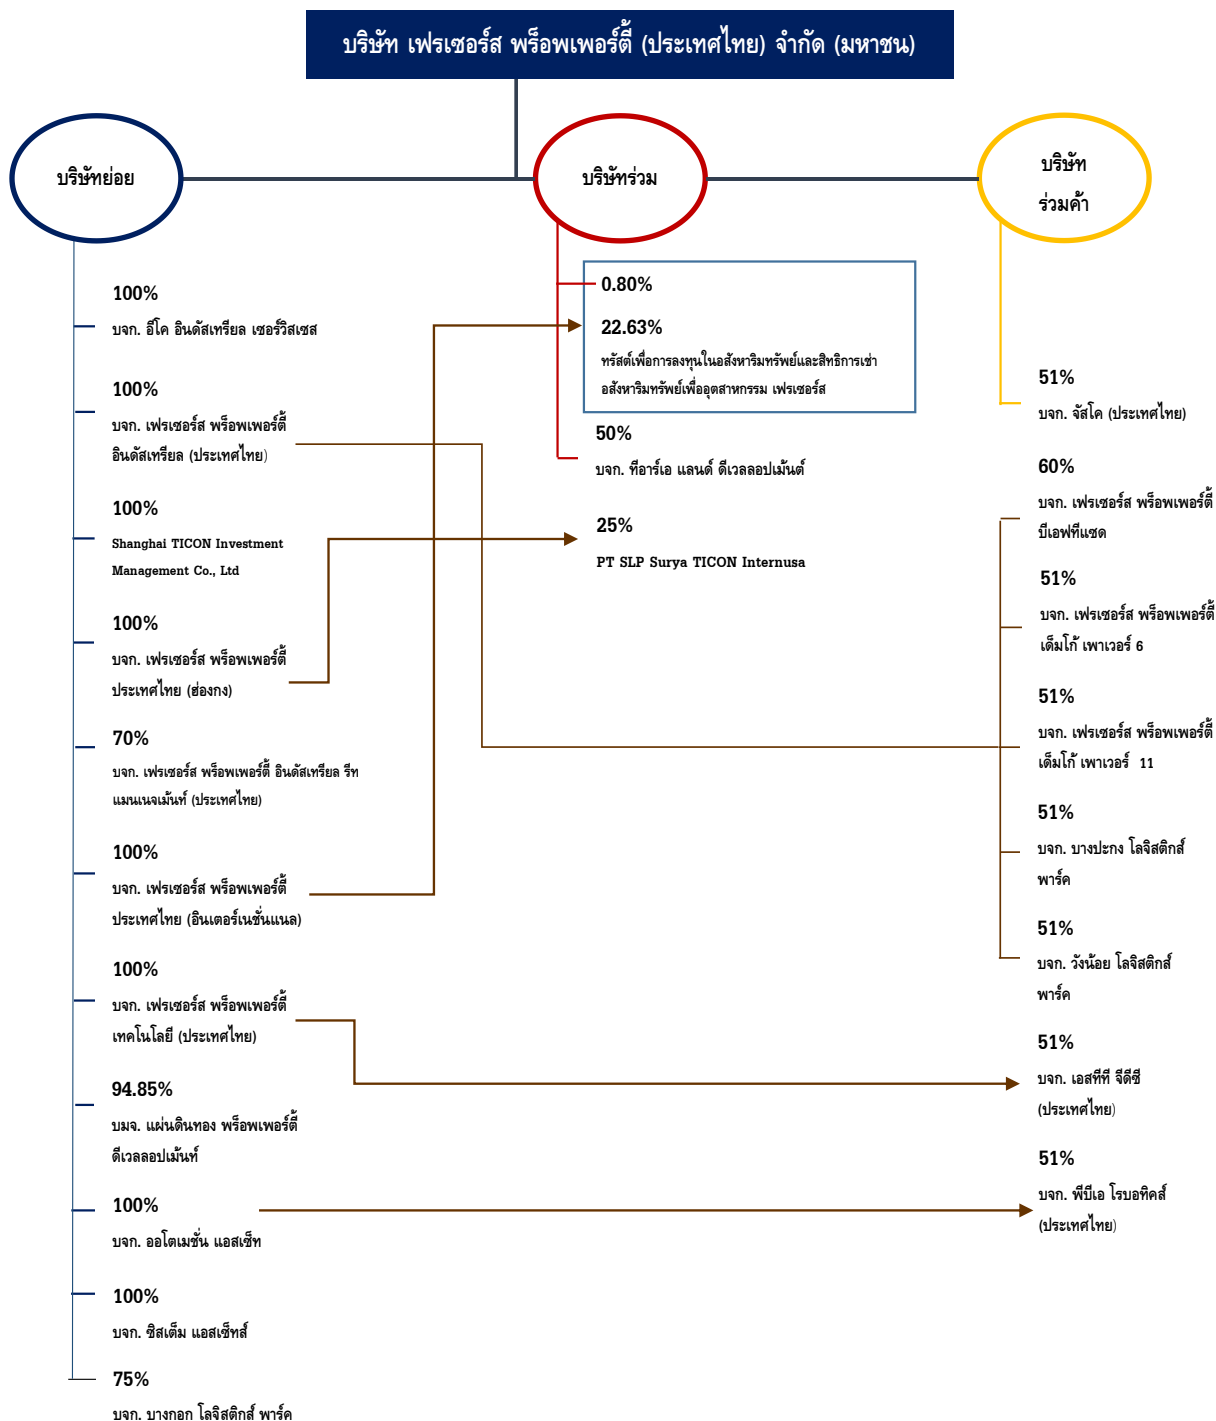 บริษัท เฟรเซอร์ส พร็อพเพอร์ตี้ (ประเทศไทย) จำกัด (มหาชน)
บริษัทย่อย
100%
บจก. อีโค อินดัสเทรียล เซอร์วิสเซส
100%
บจก. เฟรเซอร์ส พร็อพเพอร์ตี้
อินดัสเทรียล (ประเทศไทย)
100%
Shanghai TICON Investment
Management Co., Ltd
100%
บจก. เฟรเซอร์ส พร็อพเพอร์ตี้
ประเทศไทย (ฮ่องกง)
70%
บจก. เฟรเซอร์ส พร็อพเพอร์ตี้ อินดัสเทรียล รีท
แมนเนจเม้นท์ (ประเทศไทย)
100%
บจก. เฟรเซอร์ส พร็อพเพอร์ตี้
ประเทศไทย (อินเตอร์เนชั่นแนล)
100%
บจก. เฟรเซอร์ส พร็อพเพอร์ตี้
เทคโนโลยี (ประเทศไทย)
94.85%
บมจ. แผ่นดินทอง พร็อพเพอร์ตี้
ดีเวลลอปเม้นท์
100%
บจก. ออโตเมชั่น แอสเซ็ท
100%
บจก. ซิสเต็ม แอสเซ็ทส์
75%
บจก. บางกอก โลจิสติกส์ พาร์ค
บริษัทร่วม
0.80%
22.63%
ทรัสต์เพื่อการลงทุนในอสังหาริมทรัพย์และสิทธิการเช่า
อสังหาริมทรัพย์เพื่ออุตสาหกรรม เฟรเซอร์ส
50%
บจก. ทีอาร์เอ แลนด์ ดีเวลลอปเม้นต์
25%
PT SLP Surya TICON Internusa
บริษัท
ร่วมค้า
51%
บจก. จัสโค (ประเทศไทย)
60%
บจก. เฟรเซอร์ส พร็อพเพอร์ตี้
บีเอฟทีแซด
51%
บจก. เฟรเซอร์ส พร็อพเพอร์ตี้
เด็มโก้ เพาเวอร์ 6
51%
บจก. เฟรเซอร์ส พร็อพเพอร์ตี้
เด็มโก้ เพาเวอร์ 11
51%
บจก. บางปะกง โลจิสติกส์
พาร์ค
51%
บจก. วังน้อย โลจิสติกส์
พาร์ค
51%
บจก. เอสทีที จีดีซี
(ประเทศไทย)
51%
บจก. พีบีเอ โรบอทิคส์
(ประเทศไทย)